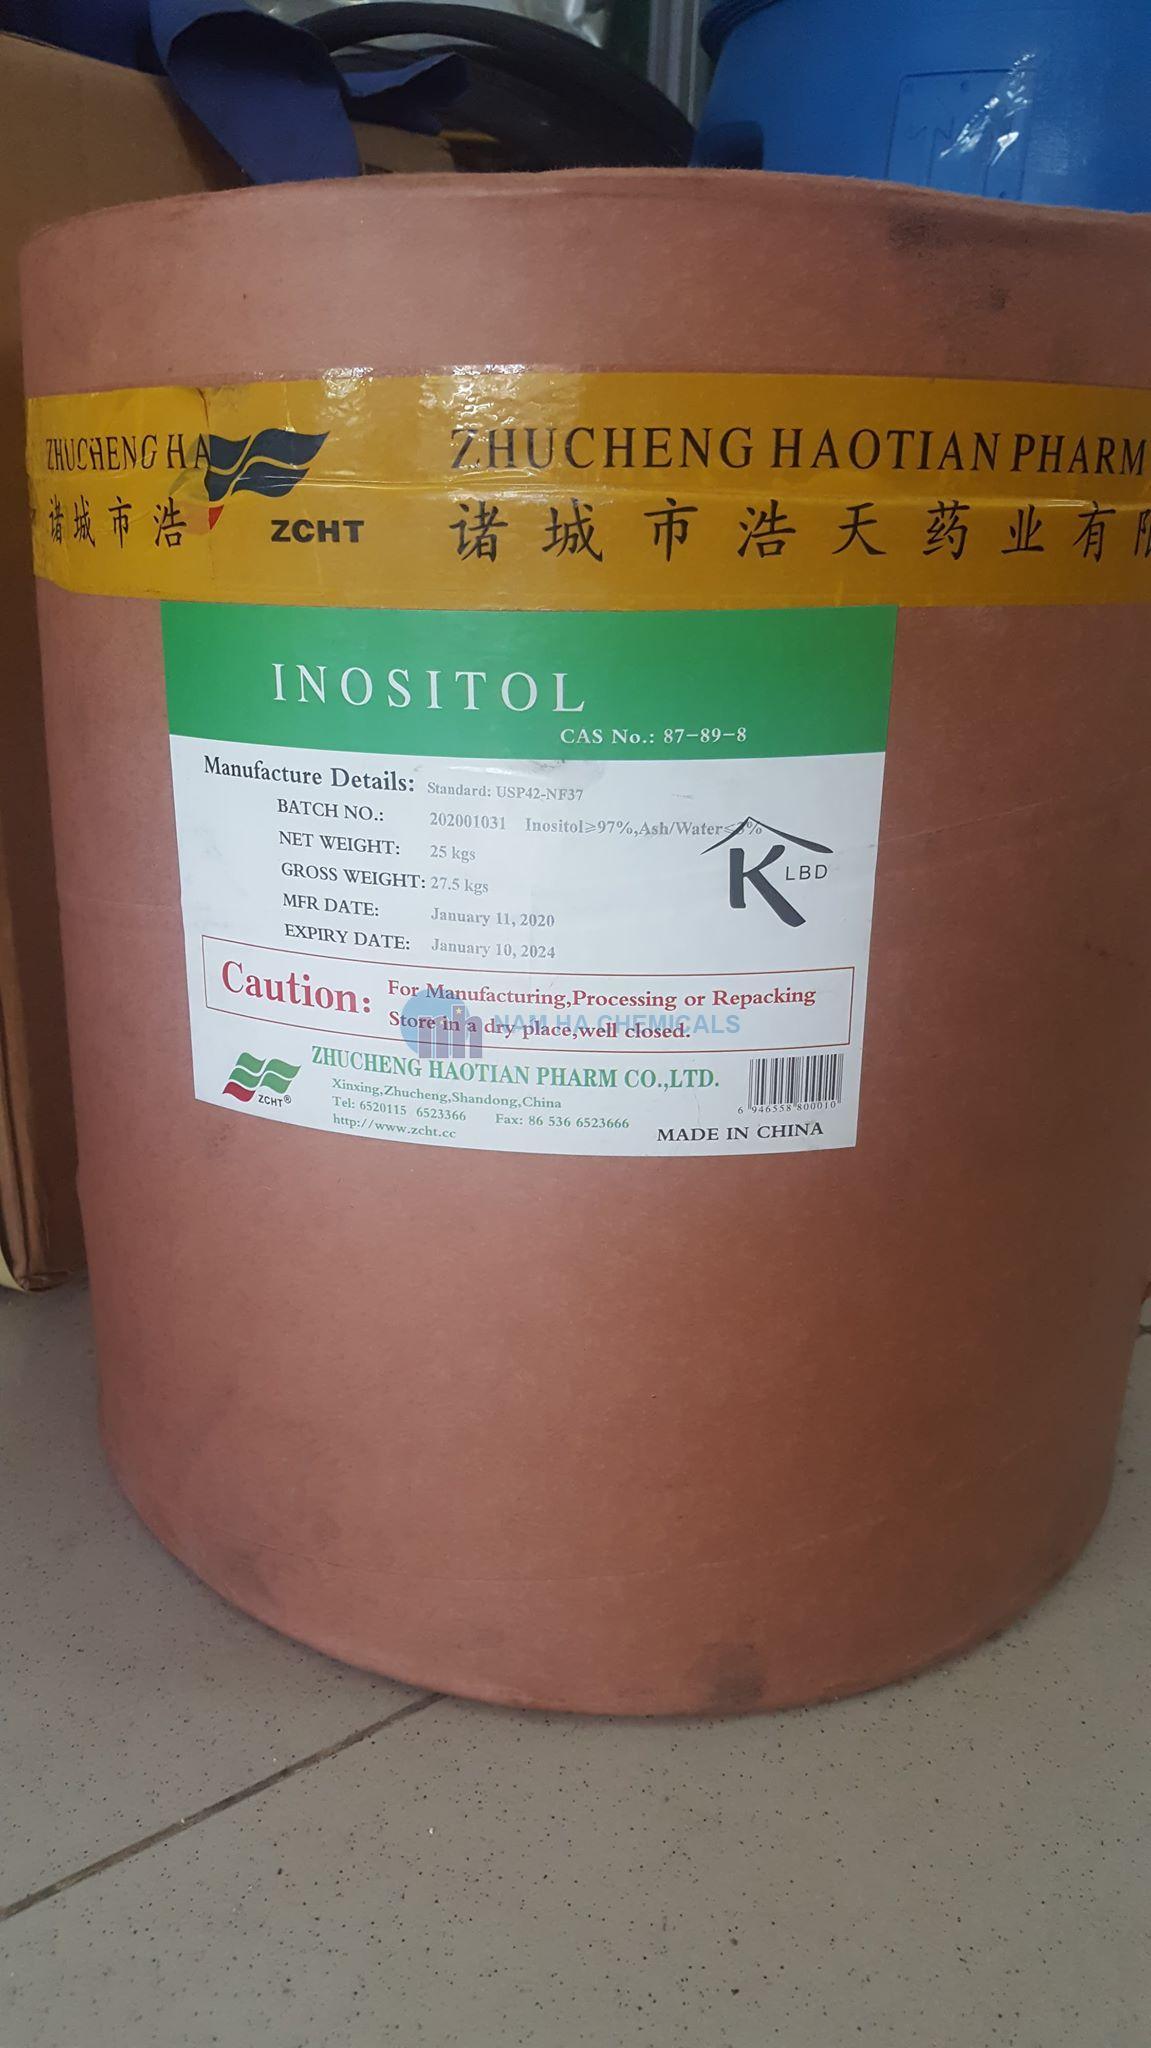 ZHUCHENG HA
诸城市浩
ZCHT
ZHUCHENG HAOTIAN PHARM
诸城市浩天药业有限
INOSITOL
CAS No.: 87-89-8
Manufacture Details: Standard: USP42-NF37
BATCH NO.: 202001031 Inositol≥97%,Ash/Water≤3%
NET WEIGHT: 25 kgs
GROSS WEIGHT: 27.5 kgs
MFR DATE: January 11, 2020
EXPIRY DATE: January 10, 2024
K LBD
Caution: For Manufacturing,Processing or Repacking
Store in a dry place,well closed.
NAM HA CHEMICALS
ZCHT®
ZHUCHENG HAOTIAN PHARM CO.,LTD.
Xinxing,Zhucheng,Shandong,China
Tel: 6520115 6523366 Fax: 86 536 6523666
http://www.zcht.cc
6 946558 800010
MADE IN CHINA